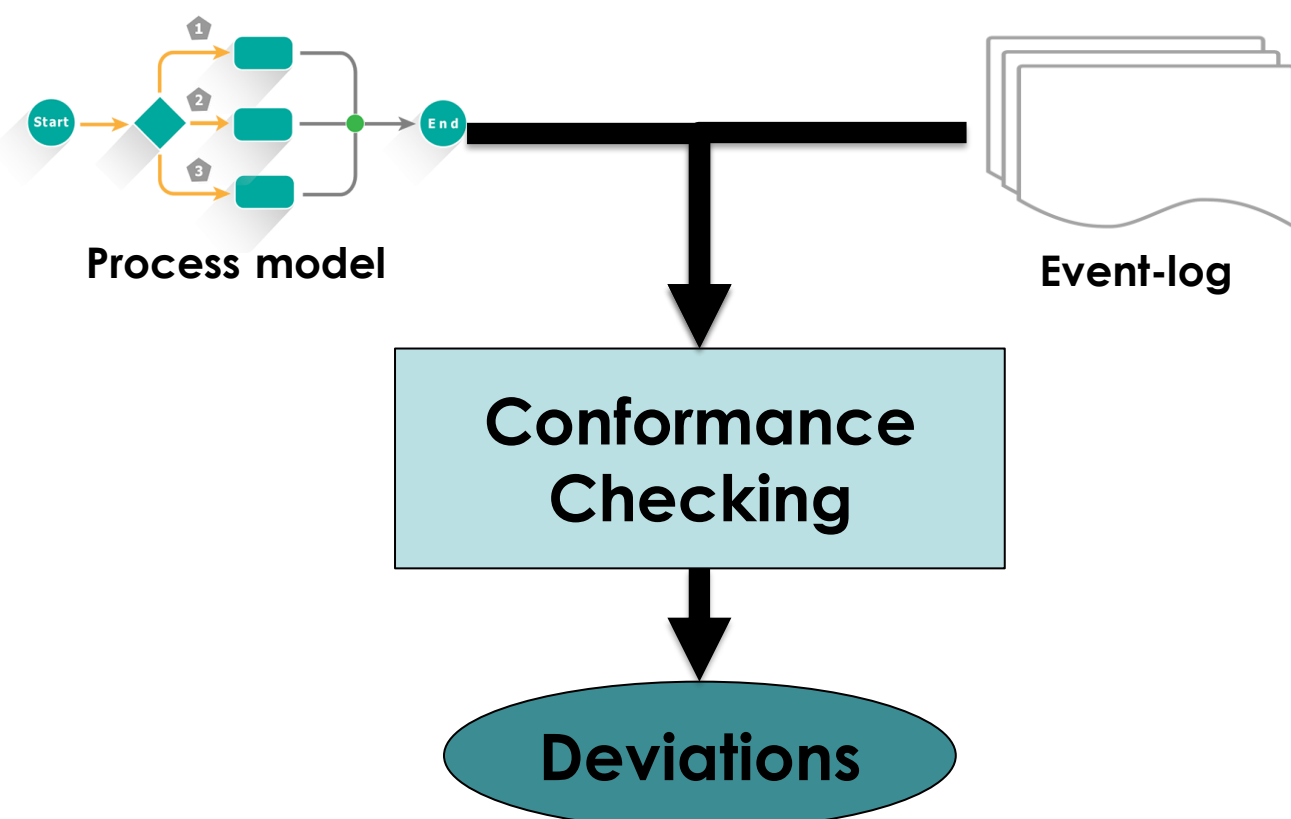 1
2
Start
End
3
Process model
Event-log
Conformance
Checking
Deviations